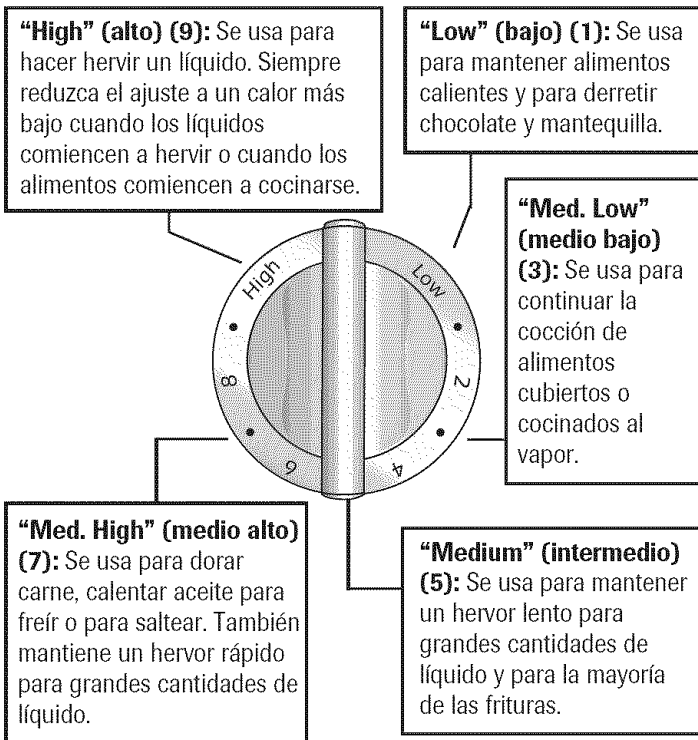 “High” (alto) (9): Se usa para
hacer hervir un líquido. Siempre
reduzca el ajuste a un calor más
bajo cuando los líquidos
comiencen a hervir o cuando los
alimentos comiencen a cocinarse.
“Low” (bajo) (1): Se usa
para mantener alimentos
calientes y para derretir
chocolate y mantequilla.
“Med. Low”
(medio bajo)
(3): Se usa para
continuar la
cocción de
alimentos
cubiertos o
cocinados al
vapor.
High
Low
2
4
6
8
“Med. High” (medio alto)
(7): Se usa para dorar
carne, calentar aceite para
freír o para saltear. También
mantiene un hervor rápido
para grandes cantidades de
líquido.
“Medium” (intermedio)
(5): Se usa para mantener
un hervor lento para
grandes cantidades de
líquido y para la mayoría
de las frituras.